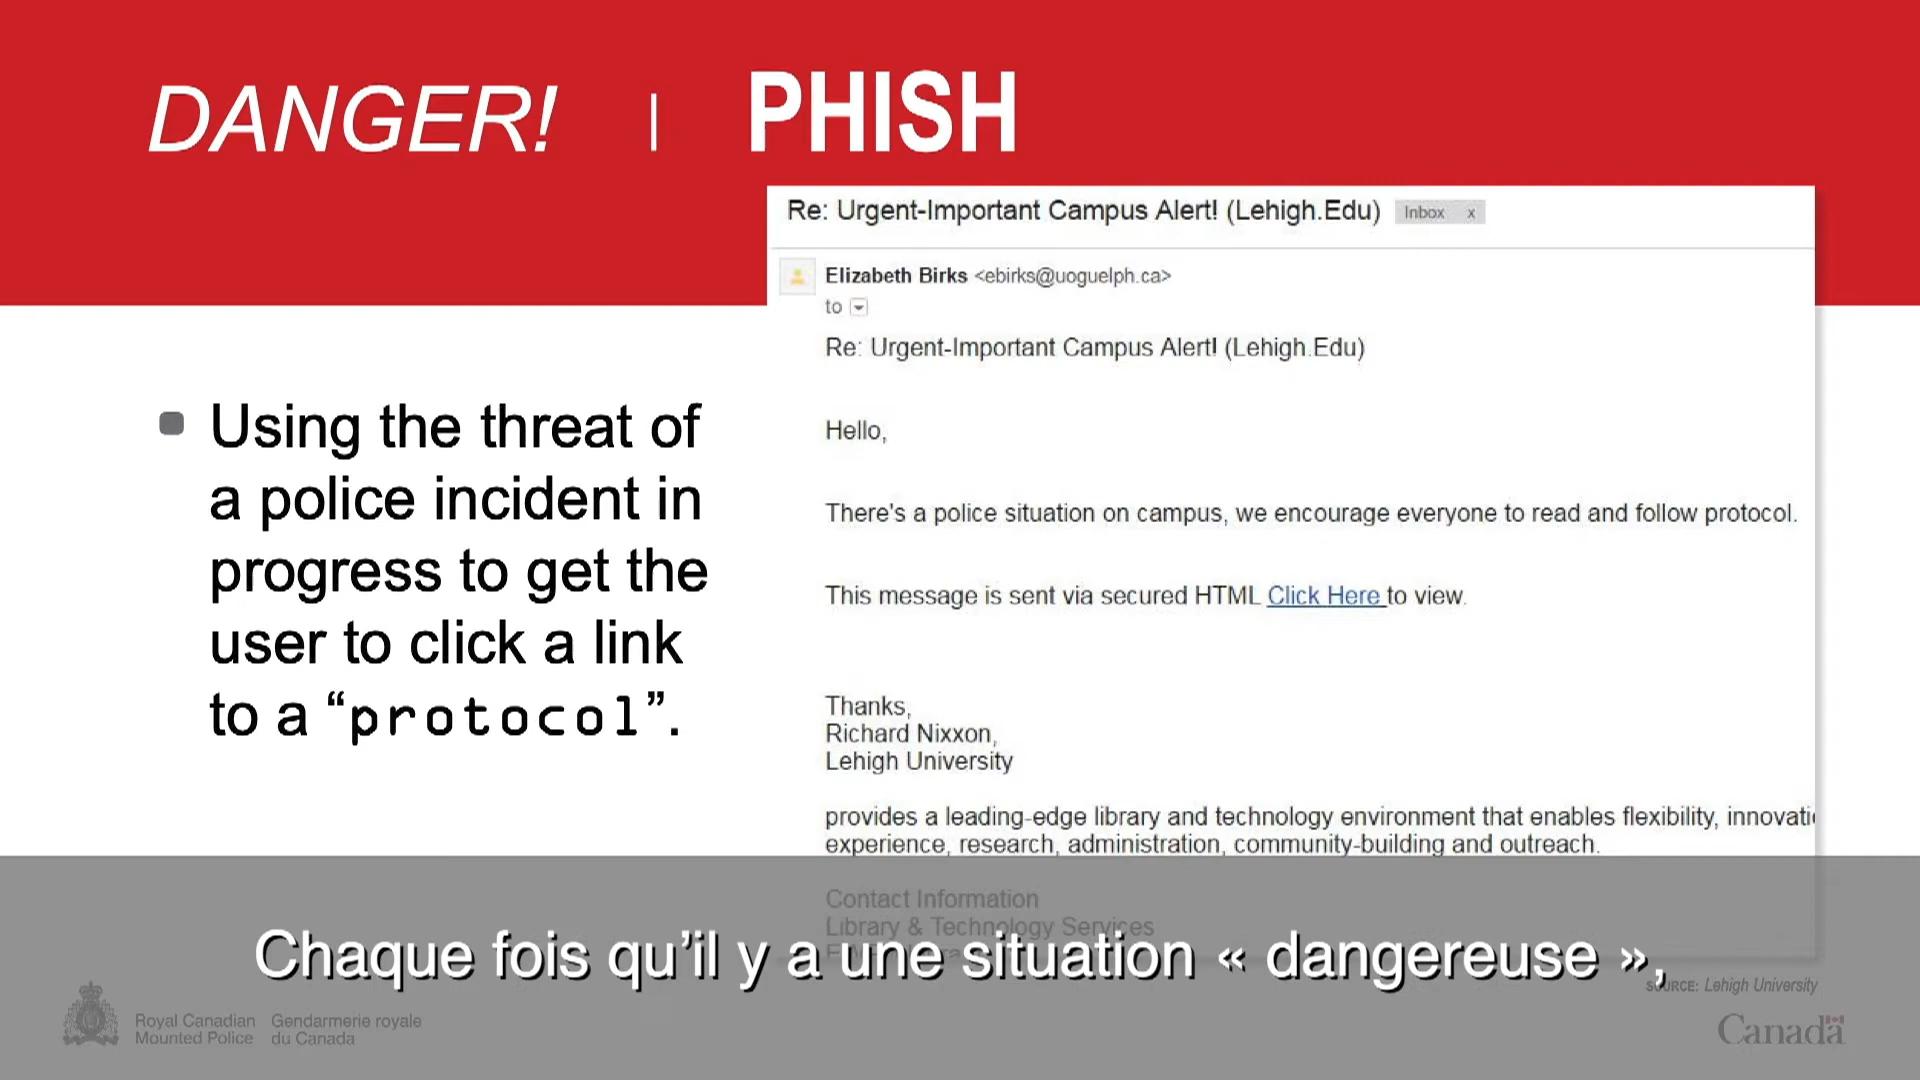 DANGER! | PHISH
Re: Urgent-Important Campus Alert! (Lehigh.Edu) Inbox x
Elizabeth Birks <ebirks@uoguelph.ca>
to
Re: Urgent-Important Campus Alert! (Lehigh.Edu)
Hello,
There's a police situation on campus, we encourage everyone to read and follow protocol.
This message is sent via secured HTML Click Here to view.
Thanks,
Richard Nixxon,
Lehigh University
provides a leading-edge library and technology environment that enables flexibility, innovati
experience, research, administration, community-building and outreach.
Contact Information
Library & Technology Services
Using the threat of
a police incident in
progress to get the
user to click a link
to a “protocol”.
Chaque fois qu’il y a une situation « dangereuse »,
SOURCE: Lehigh University
Royal Canadian Mounted Police
Gendarmerie royale du Canada
Canada